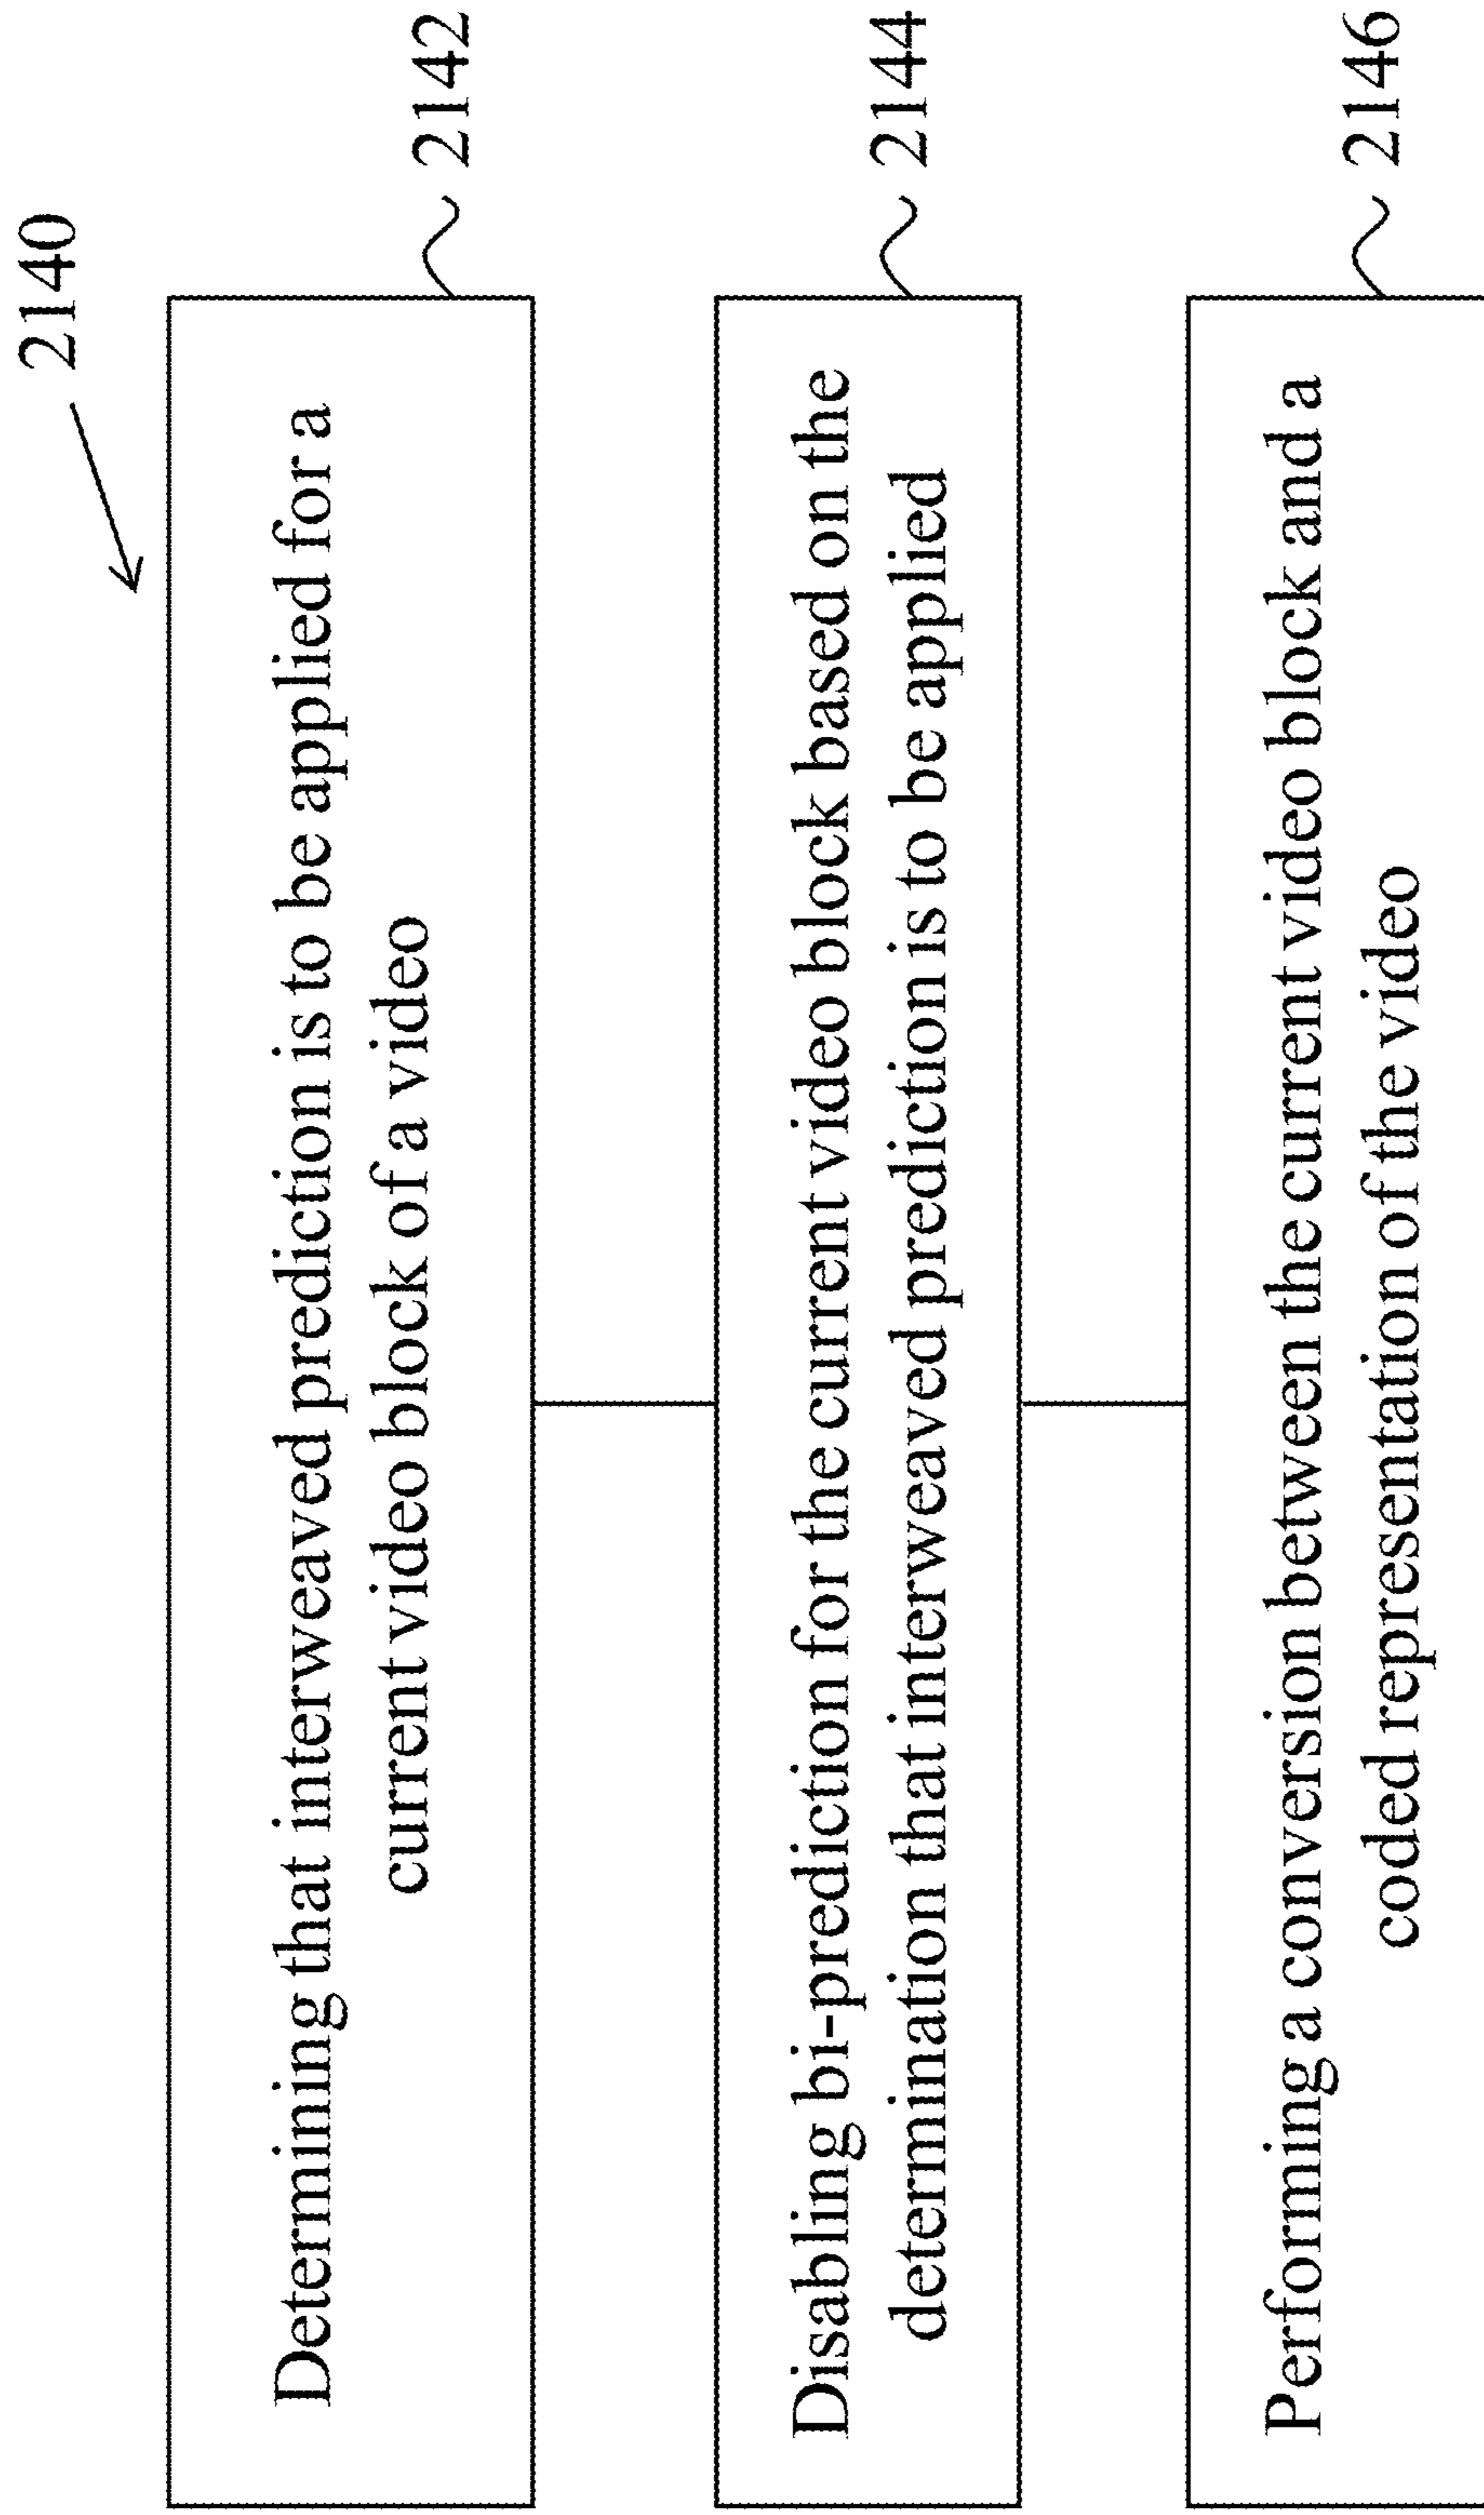 2140
Determining that interweaved prediction is to be applied for a
current video block of a video
2142
Disabling bi-prediction for the current video block based on the
determination that interweaved prediction is to be applied
2144
Performing a conversion between the current video block and a
coded representation of the video
2146